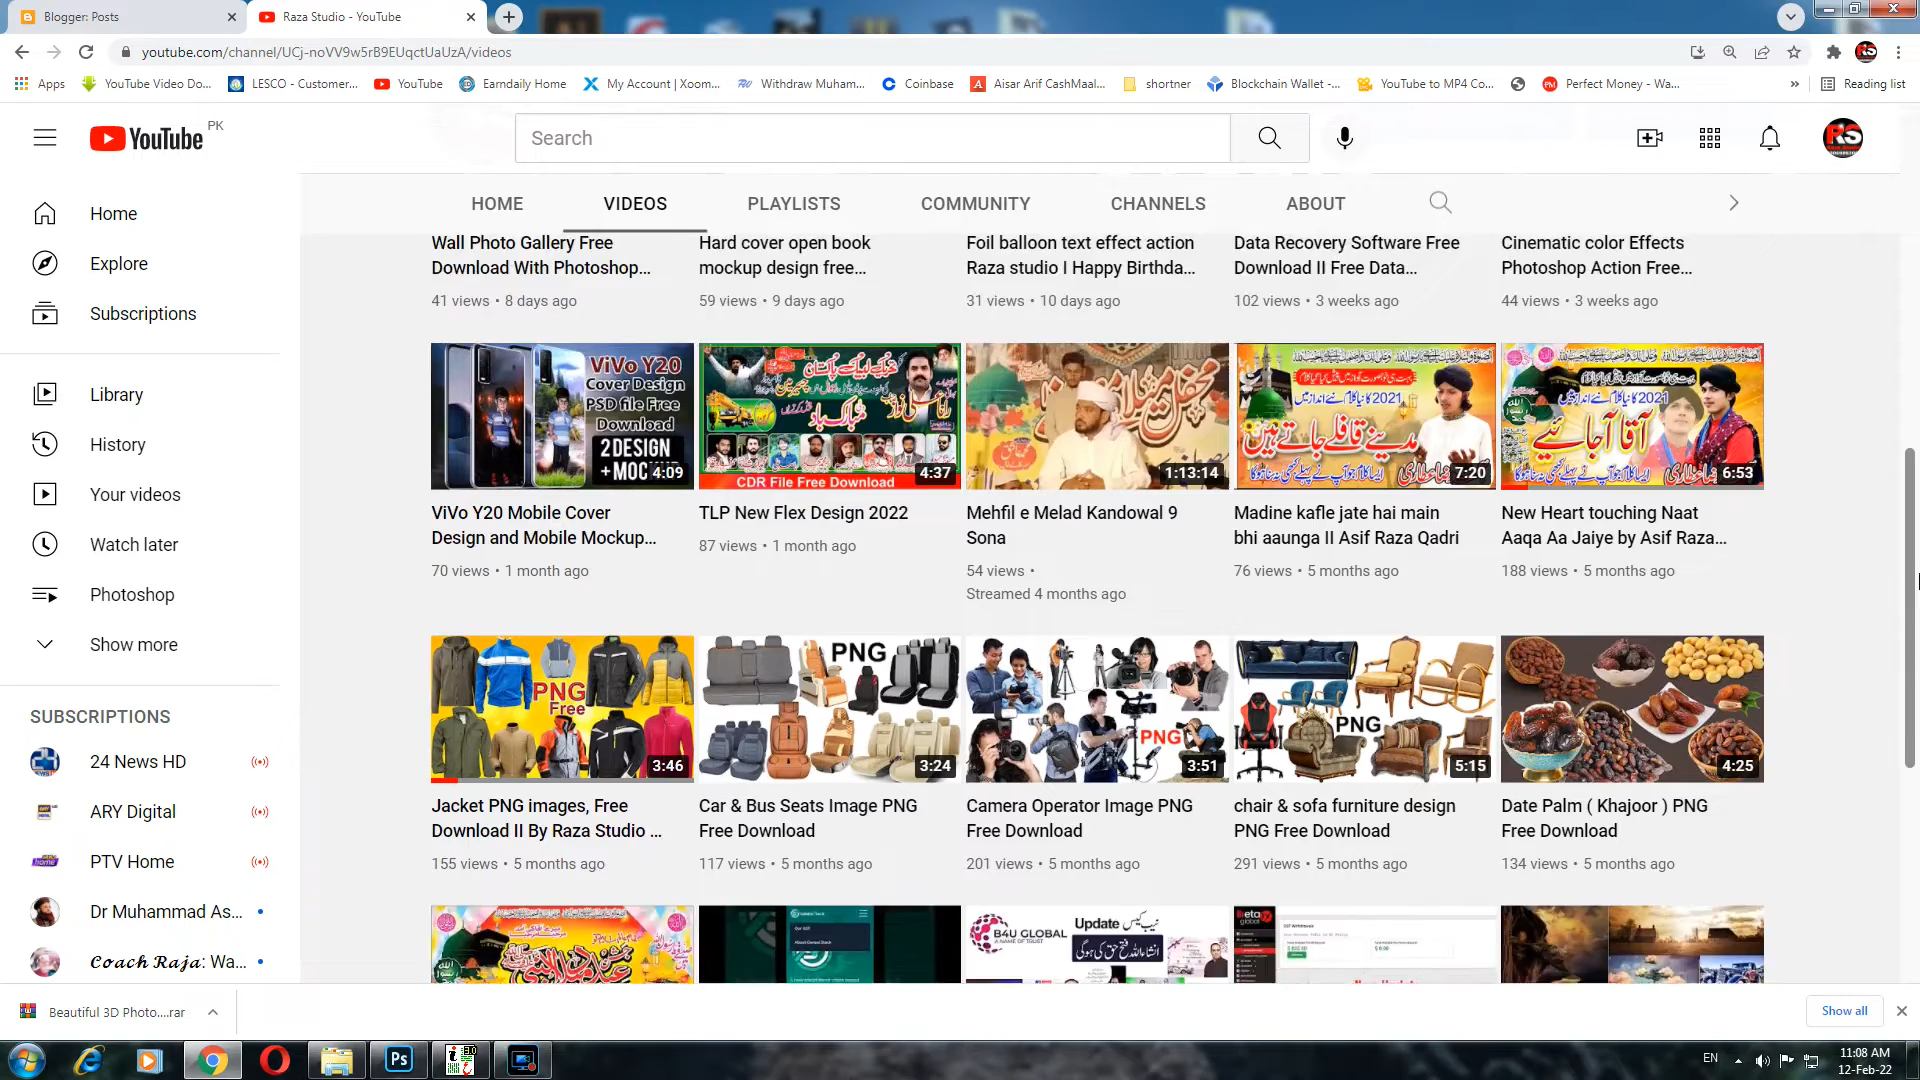 Blogger: Posts
Raza Studio - YouTube
youtube.com/channel/UCj-noVV9w5rB9EUqctUaUzA/videos
Apps
YouTube Video Do...
LESCO - Customer...
YouTube
Earndaily Home
My Account | Xoom...
Withdraw Muham...
Coinbase
Aisar Arif CashMaal...
shortner
Blockchain Wallet -...
YouTube to MP4 Co...
Perfect Money - Wa...
Reading list
YouTube PK
Search
RS
HOME
VIDEOS
PLAYLISTS
COMMUNITY
CHANNELS
ABOUT
Home
Explore
Subscriptions
Library
History
Your videos
Watch later
Photoshop
Show more
SUBSCRIPTIONS
24 News HD
ARY Digital
PTV Home
Dr Muhammad As...
Coach Raja: Wa...
Wall Photo Gallery Free
Download With Photoshop...
41 views • 8 days ago
Hard cover open book
mockup design free...
59 views • 9 days ago
Foil balloon text effect action
Raza studio I Happy Birthda...
31 views • 10 days ago
Data Recovery Software Free
Download II Free Data...
102 views • 3 weeks ago
Cinematic color Effects
Photoshop Action Free...
44 views • 3 weeks ago
ViVo Y20
Cover Design
PSD file Free
Download
2 DESIGN
4:09
ViVo Y20 Mobile Cover
Design and Mobile Mockup...
70 views • 1 month ago
CDR File Free Download
4:37
TLP New Flex Design 2022
87 views • 1 month ago
1:13:14
Mehfil e Melad Kandowal 9
Sona
54 views •
Streamed 4 months ago
مدینے قافلے جاتے ہیں
7:20
Madine kafle jate hai main
bhi aaunga II Asif Raza Qadri
76 views • 5 months ago
آقا آجائیے
6:53
New Heart touching Naat
Aaqa Aa Jaiye by Asif Raza...
188 views • 5 months ago
PNG
Free
3:46
Jacket PNG images, Free
Download II By Raza Studio ...
155 views • 5 months ago
PNG
3:24
Car & Bus Seats Image PNG
Free Download
117 views • 5 months ago
PNG
3:51
Camera Operator Image PNG
Free Download
201 views • 5 months ago
PNG
5:15
chair & sofa furniture design
PNG Free Download
291 views • 5 months ago
4:25
Date Palm ( Khajoor ) PNG
Free Download
134 views • 5 months ago
B4U GLOBAL
A NAME OF TRUST
Update
Beautiful 3D Photo....rar
Show all
Ps
EN
11:08 AM
12-Feb-22